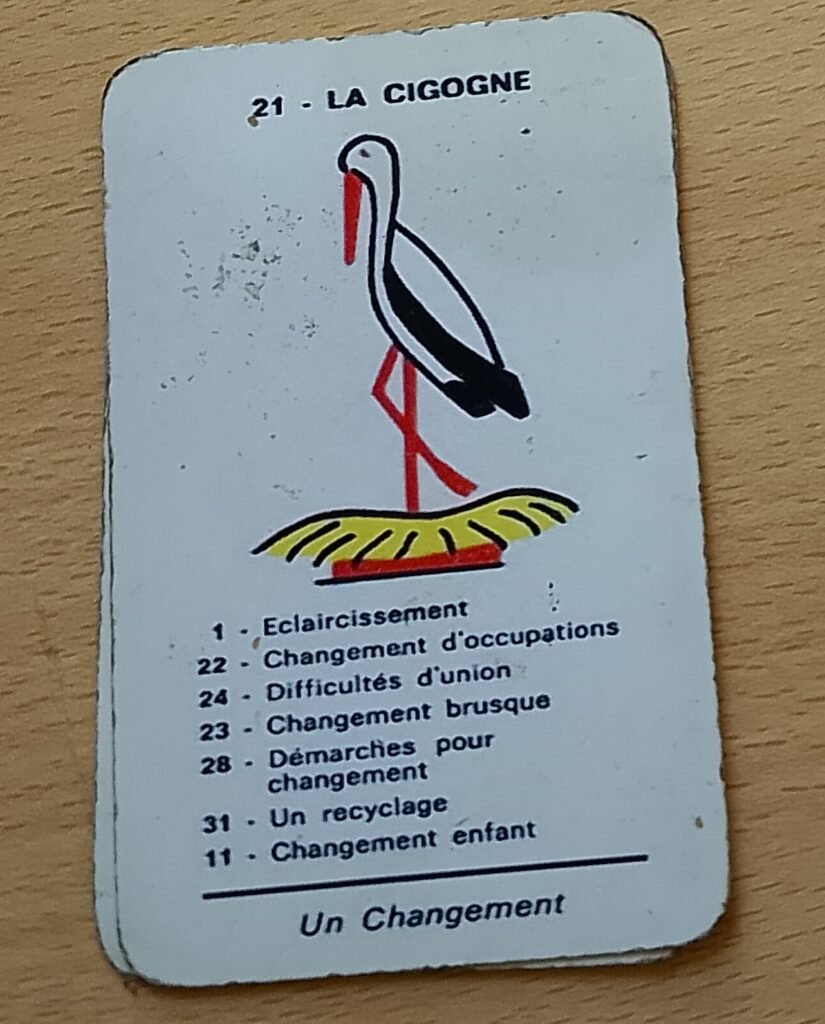 21 - LA CIGOGNE
1 - Eclaircissement
22 - Changement d'occupations
24 - Difficultés d'union
23 - Changement brusque
28 - Démarches pour
changement
31 - Un recyclage
11 - Changement enfant
Un Changement